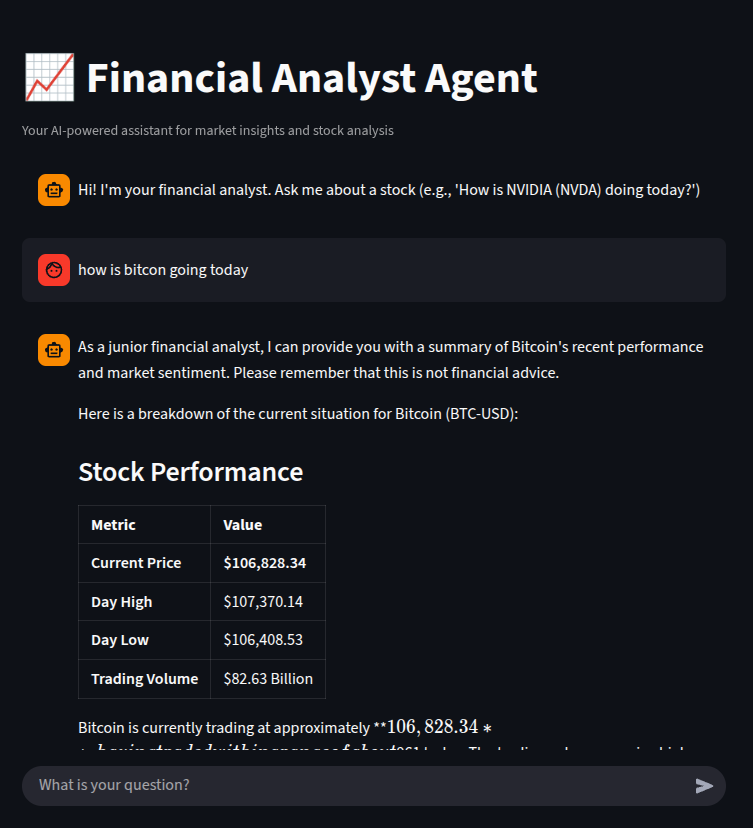 Financial Analyst Agent
Your AI-powered assistant for market insights and stock analysis
Hi! I'm your financial analyst. Ask me about a stock (e.g., 'How is NVIDIA (NVDA) doing today?')
how is bitcon going today
As a junior financial analyst, I can provide you with a summary of Bitcoin's recent performance
and market sentiment. Please remember that this is not financial advice.
Here is a breakdown of the current situation for Bitcoin (BTC-USD):
Stock Performance
Metric Value
Current Price $106,828.34
Day High $107,370.14
Day Low $106,408.53
Trading Volume $82.63 Billion
Bitcoin is currently trading at approximately **106,828.34*
What is your question?